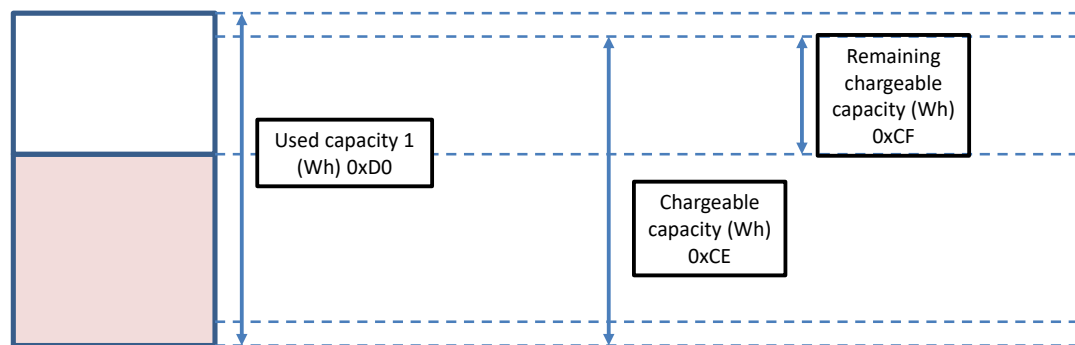 Used capacity 1
(Wh) 0xD0
Chargeable
capacity (Wh)
0xCE
Remaining
chargeable
capacity (Wh)
0xCF